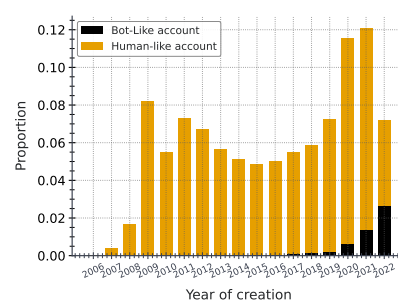 Bot-Like account
Human-like account
Proportion
0.12
0.10
0.08
0.06
0.04
0.02
0.00
2006 2007 2008 2009 2010 2011 2012 2013 2014 2015 2016 2017 2018 2019 2020 2021 2022
Year of creation